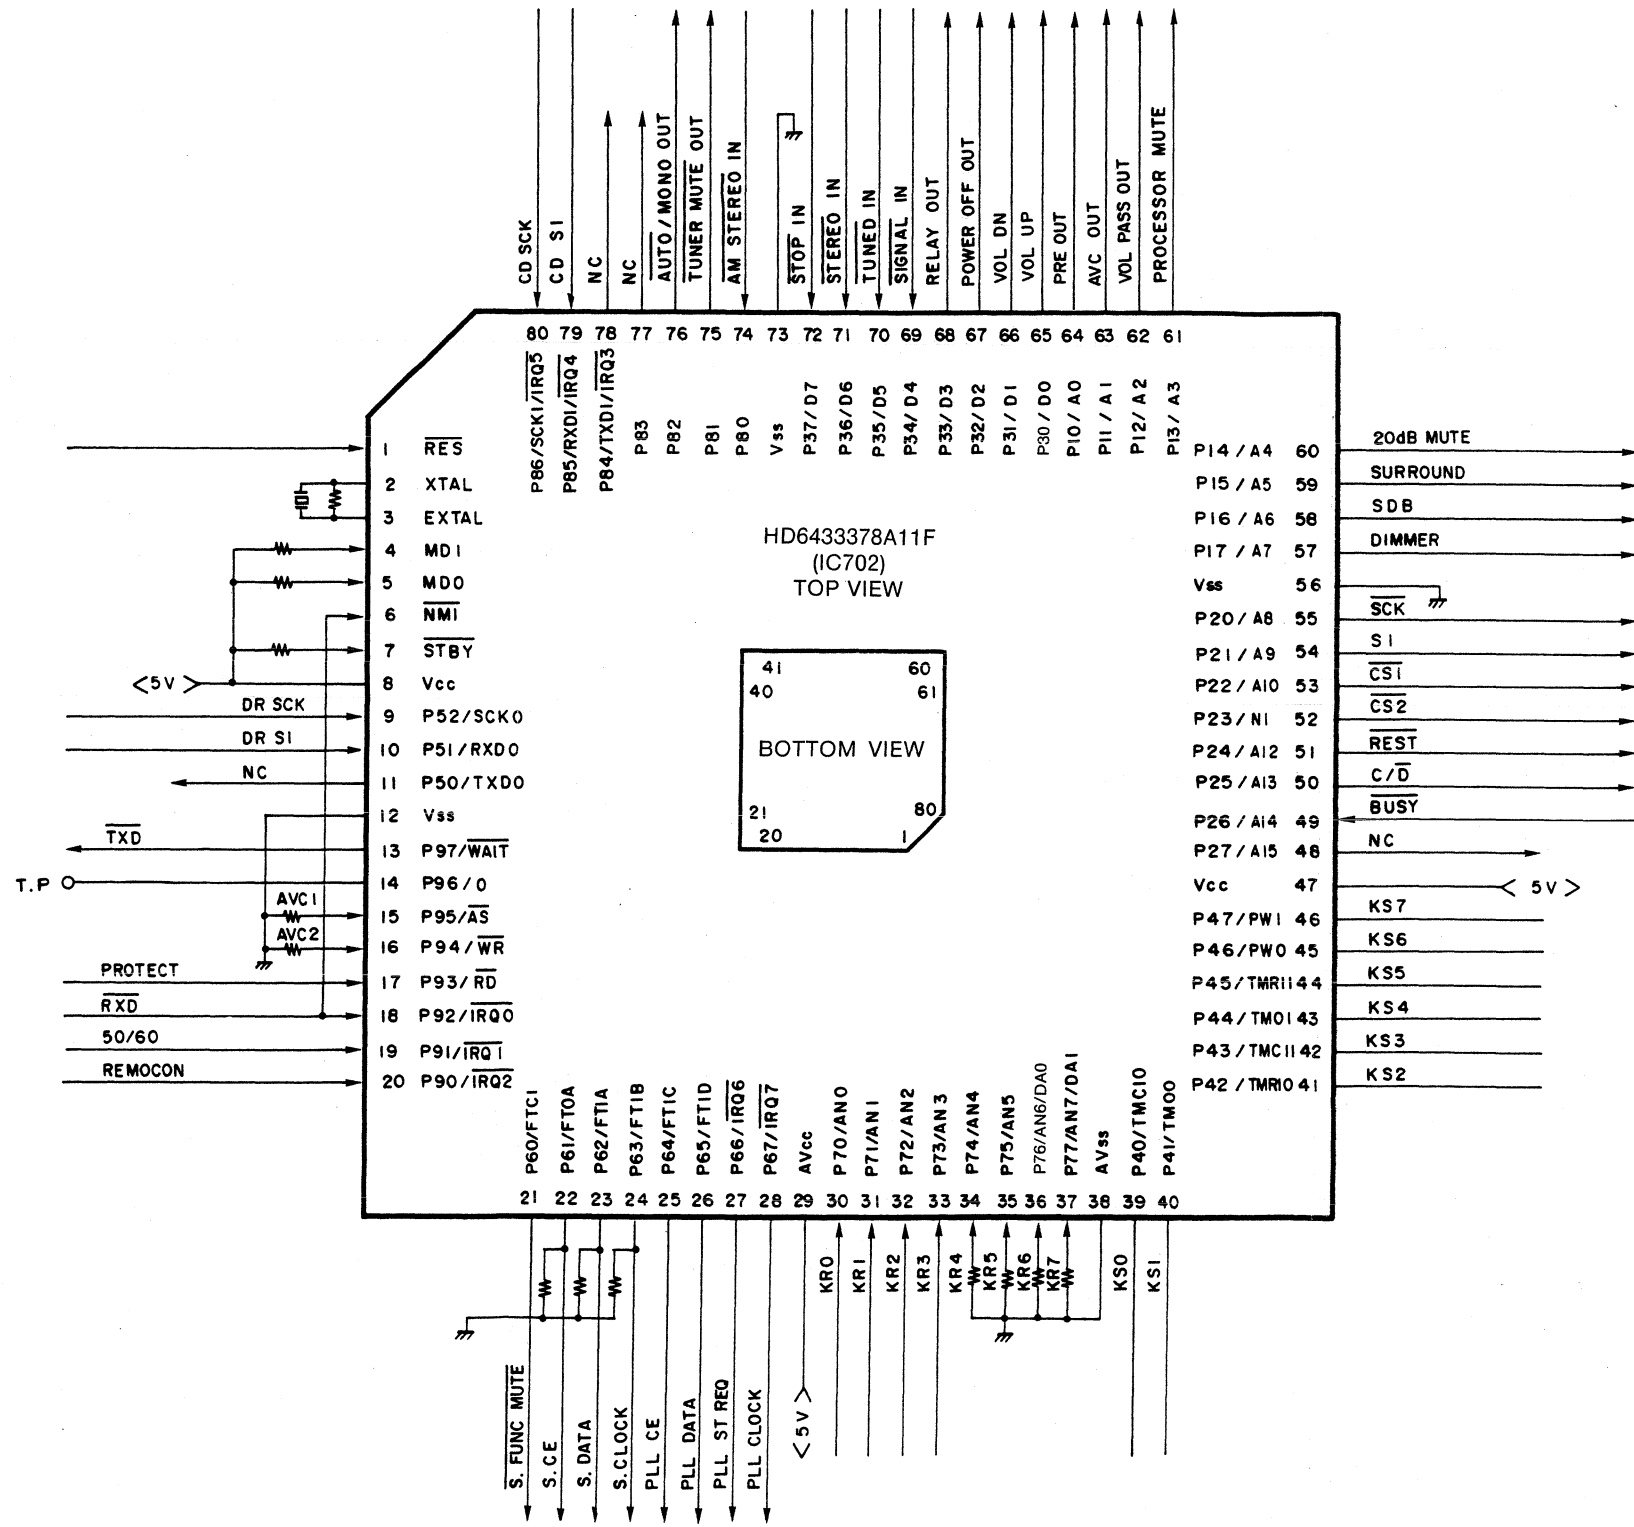 CD SCK
CD SI
NC
NC
AUTO/MONO OUT
TUNER MUTE OUT
AM STEREO IN
STOP IN
STEREO IN
TUNED IN
SIGNAL IN
RELAY OUT
POWER OFF OUT
VOL DN
VOL UP
PRE OUT
AVC OUT
VOL PASS OUT
PROCESSOR MUTE
80 79 78 77 76 75 74 73 72 71 70 69 68 67 66 65 64 63 62 61
P86/SCK1/IRQ5
P85/RXD1/IRQ4
P84/TXD1/IRQ3
P83
P82
P81
P80
Vss
P37/D7
P36/D6
P35/D5
P34/D4
P33/D3
P32/D2
P31/D1
P30/D0
P10/A0
P11/A1
P12/A2
P13/A3
1 RES
2 XTAL
3 EXTAL
4 MD1
5 MD0
6 NMI
7 STBY
<5V> 8 Vcc
DR SCK 9 P52/SCK0
DR SI 10 P51/RXD0
NC 11 P50/TXD0
12 Vss
TXD 13 P97/WAIT
T.P 14 P96/0
AVC1 15 P95/AS
AVC2 16 P94/WR
PROTECT 17 P93/RD
RXD 18 P92/IRQ0
50/60 19 P91/IRQ1
REMOCON 20 P90/IRQ2
HD6433378A11F
(IC702)
TOP VIEW
41 60
40 61
BOTTOM VIEW
21 80
20 1
P14/A4 60 20dB MUTE
P15/A5 59 SURROUND
P16/A6 58 SDB
P17/A7 57 DIMMER
Vss 56
P20/A8 55 SCK
P21/A9 54 SI
P22/A10 53 CS1
P23/N1 52 CS2
P24/A12 51 REST
P25/A13 50 C/D
P26/A14 49 BUSY
P27/A15 48 NC
Vcc 47 <5V>
P47/PW1 46 KS7
P46/PW0 45 KS6
P45/TMRI1 44 KS5
P44/TMO1 43 KS4
P43/TMCI1 42 KS3
P42/TMRI0 41 KS2
P60/FTC1
P61/FTOA
P62/FTIA
P63/FTIB
P64/FTIC
P65/FTID
P66/IRQ6
P67/IRQ7
AVcc
P70/AN0
P71/AN1
P72/AN2
P73/AN3
P74/AN4
P75/AN5
P76/AN6/DA0
P77/AN7/DA1
AVss
P40/TMCIO
P41/TMO0
21 22 23 24 25 26 27 28 29 30 31 32 33 34 35 36 37 38 39 40
S. FUNC MUTE
S. CE
S. DATA
S. CLOCK
PLL CE
PLL DATA
PLL ST REQ
PLL CLOCK
<5V>
KR0
KR1
KR2
KR3
KR4
KR5
KR6
KR7
KS0
KS1